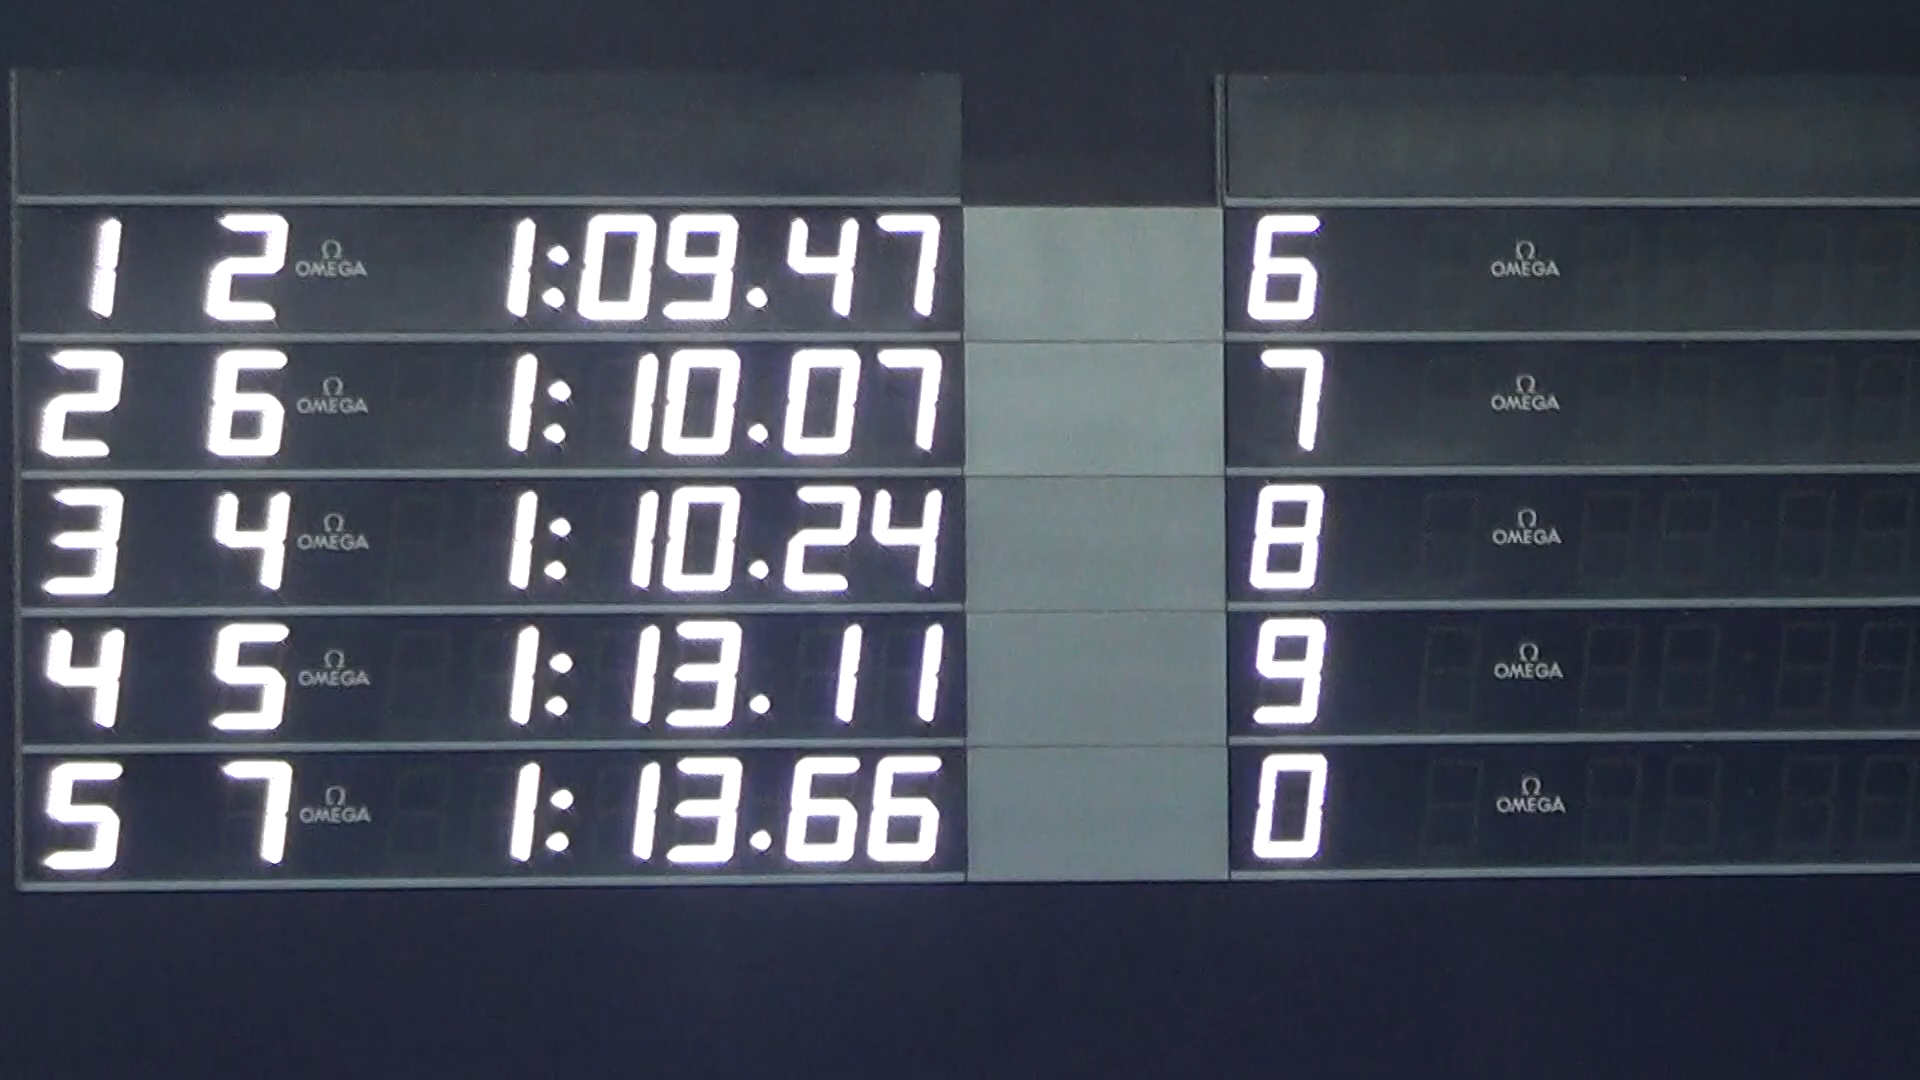 1 2 Ω OMEGA 1:09.47
2 6 Ω OMEGA 1:10.07
3 4 Ω OMEGA 1:10.24
4 5 Ω OMEGA 1:13.11
5 7 Ω OMEGA 1:13.66
6 Ω OMEGA
7 Ω OMEGA
8 Ω OMEGA
9 Ω OMEGA
0 Ω OMEGA